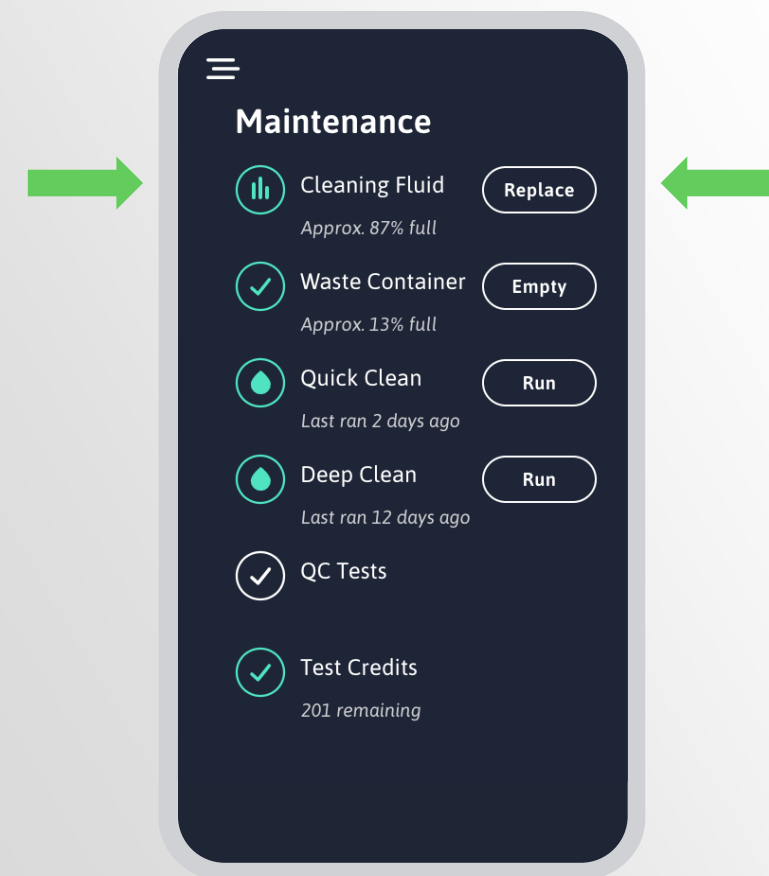 Maintenance
Cleaning Fluid Replace
Approx. 87% full
Waste Container Empty
Approx. 13% full
Quick Clean Run
Last ran 2 days ago
Deep Clean Run
Last ran 12 days ago
QC Tests
Test Credits
201 remaining